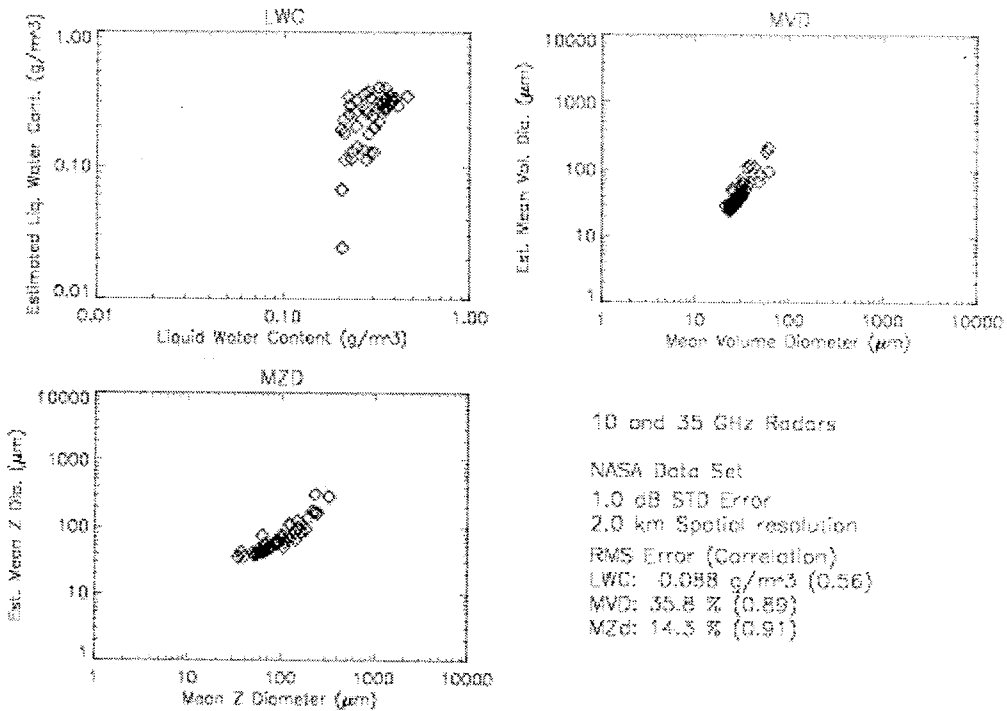 LWC
1.00
0.10
0.01
0.01 0.10 1.00
Estimated Liq. Water Cont. (g/m^3)
Liquid Water Content (g/m^3)
MVD
10000
1000
100
10
1
1 10 100 1000 10000
Est. Mean Vol. Dia. (μm)
Mean Volume Diameter (μm)
MZD
10000
1000
100
10
1
1 10 100 1000 10000
Est. Mean Z Dia. (μm)
Mean Z Diameter (μm)
10 and 35 GHz Radars
NASA Data Set
1.0 dB STD Error
2.0 km Spatial resolution
RMS Error (Correlation)
LWC: 0.088 g/m^3 (0.56)
MVD: 35.8 % (0.89)
MZd: 14.3 % (0.91)